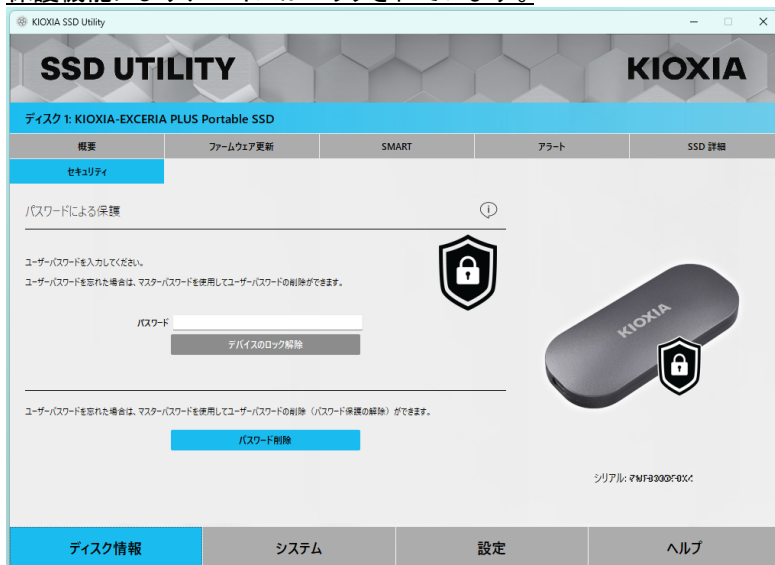 KIOXIA SSD Utility
SSD UTILITY
KIOXIA
ディスク 1: KIOXIA-EXCERIA PLUS Portable SSD
概要
ファームウェア更新
SMART
アラート
SSD 詳細
セキュリティ
パスワードによる保護
ユーザーパスワードを入力してください。
ユーザーパスワードを忘れた場合は、マスターパスワードを使用してユーザーパスワードの削除ができます。
パスワード
デバイスのロック解除
ユーザーパスワードを忘れた場合は、マスターパスワードを使用してユーザーパスワードの削除（パスワード保護の解除）ができます。
パスワード削除
KIOXIA
シリアル:
ディスク情報
システム
設定
ヘルプ